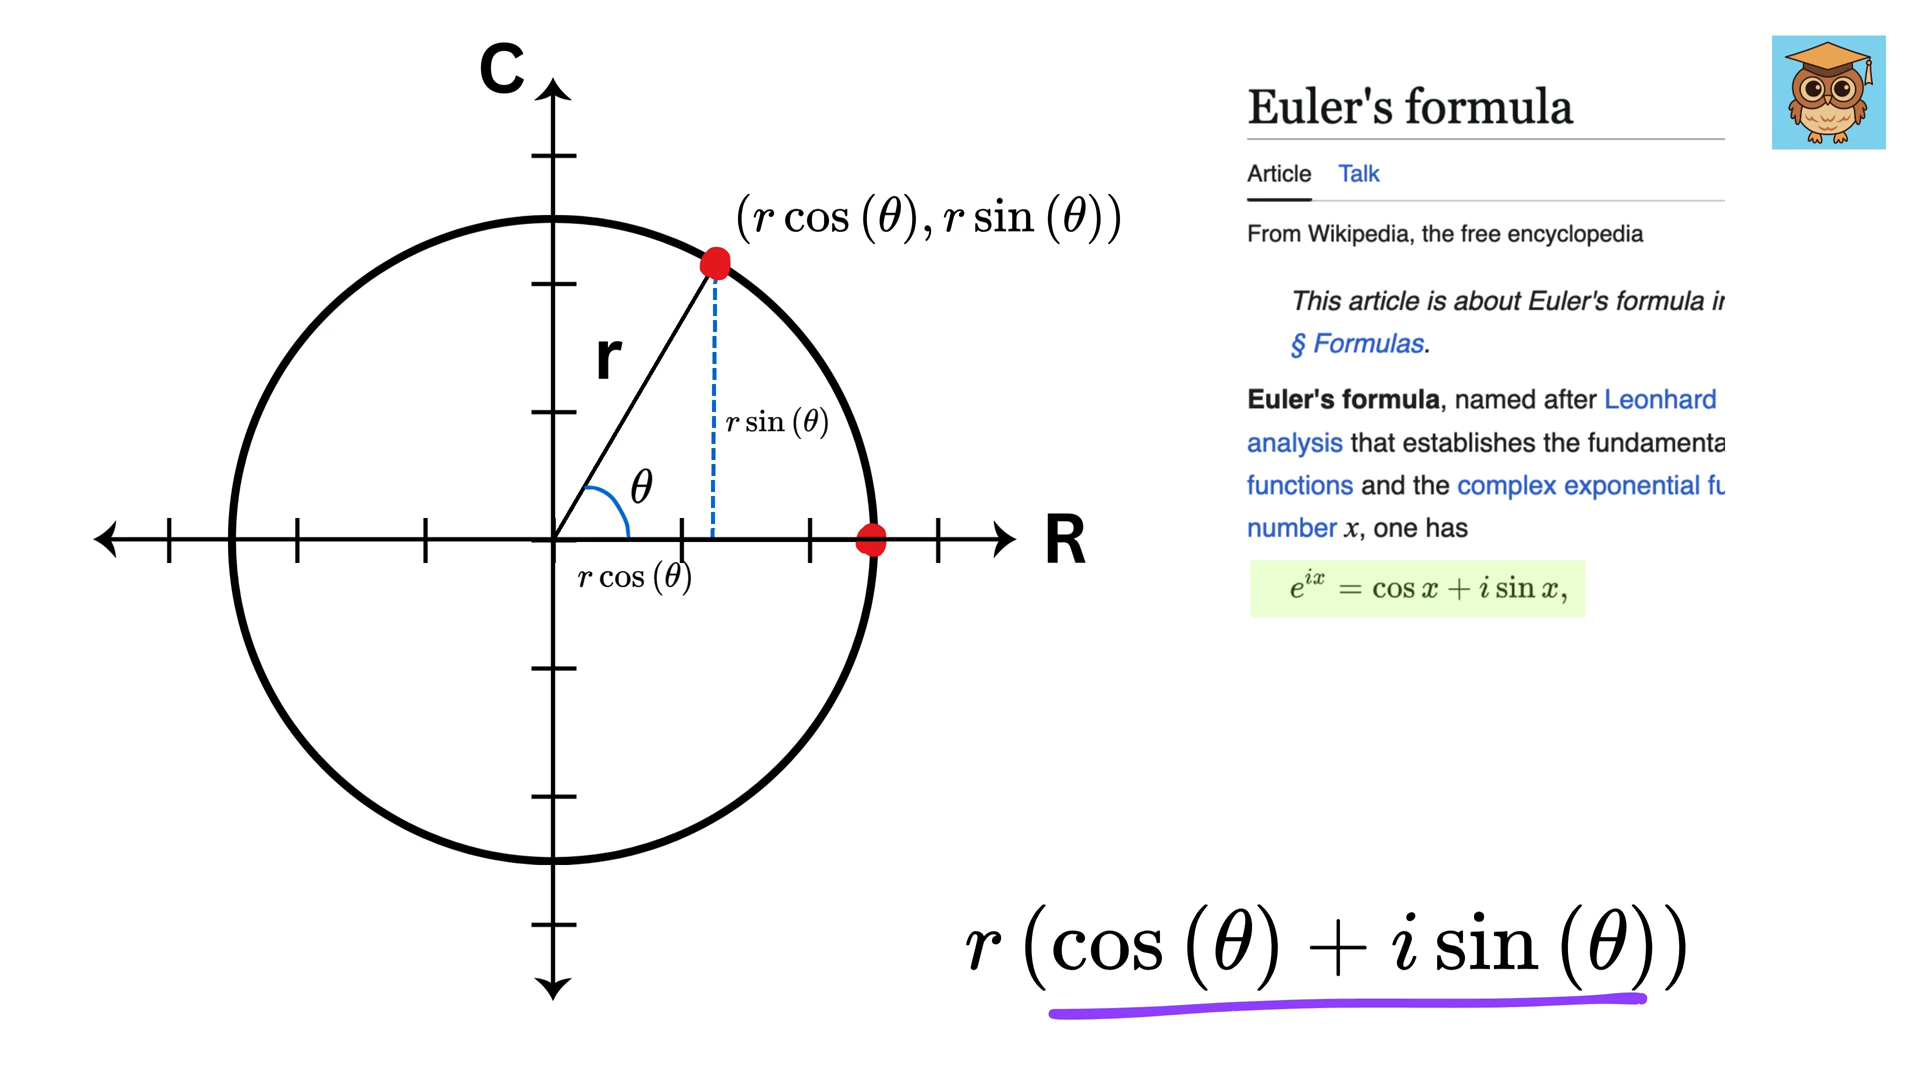 C
(r cos (θ), r sin (θ))
r
r sin (θ)
θ
R
r cos (θ)
Euler's formula
Article Talk
From Wikipedia, the free encyclopedia
This article is about Euler's formula in
§ Formulas.
Euler's formula, named after Leonhard
analysis that establishes the fundamenta
functions and the complex exponential fu
number x, one has
e^{ix} = cos x + i sin x,
r (cos (θ) + i sin (θ))